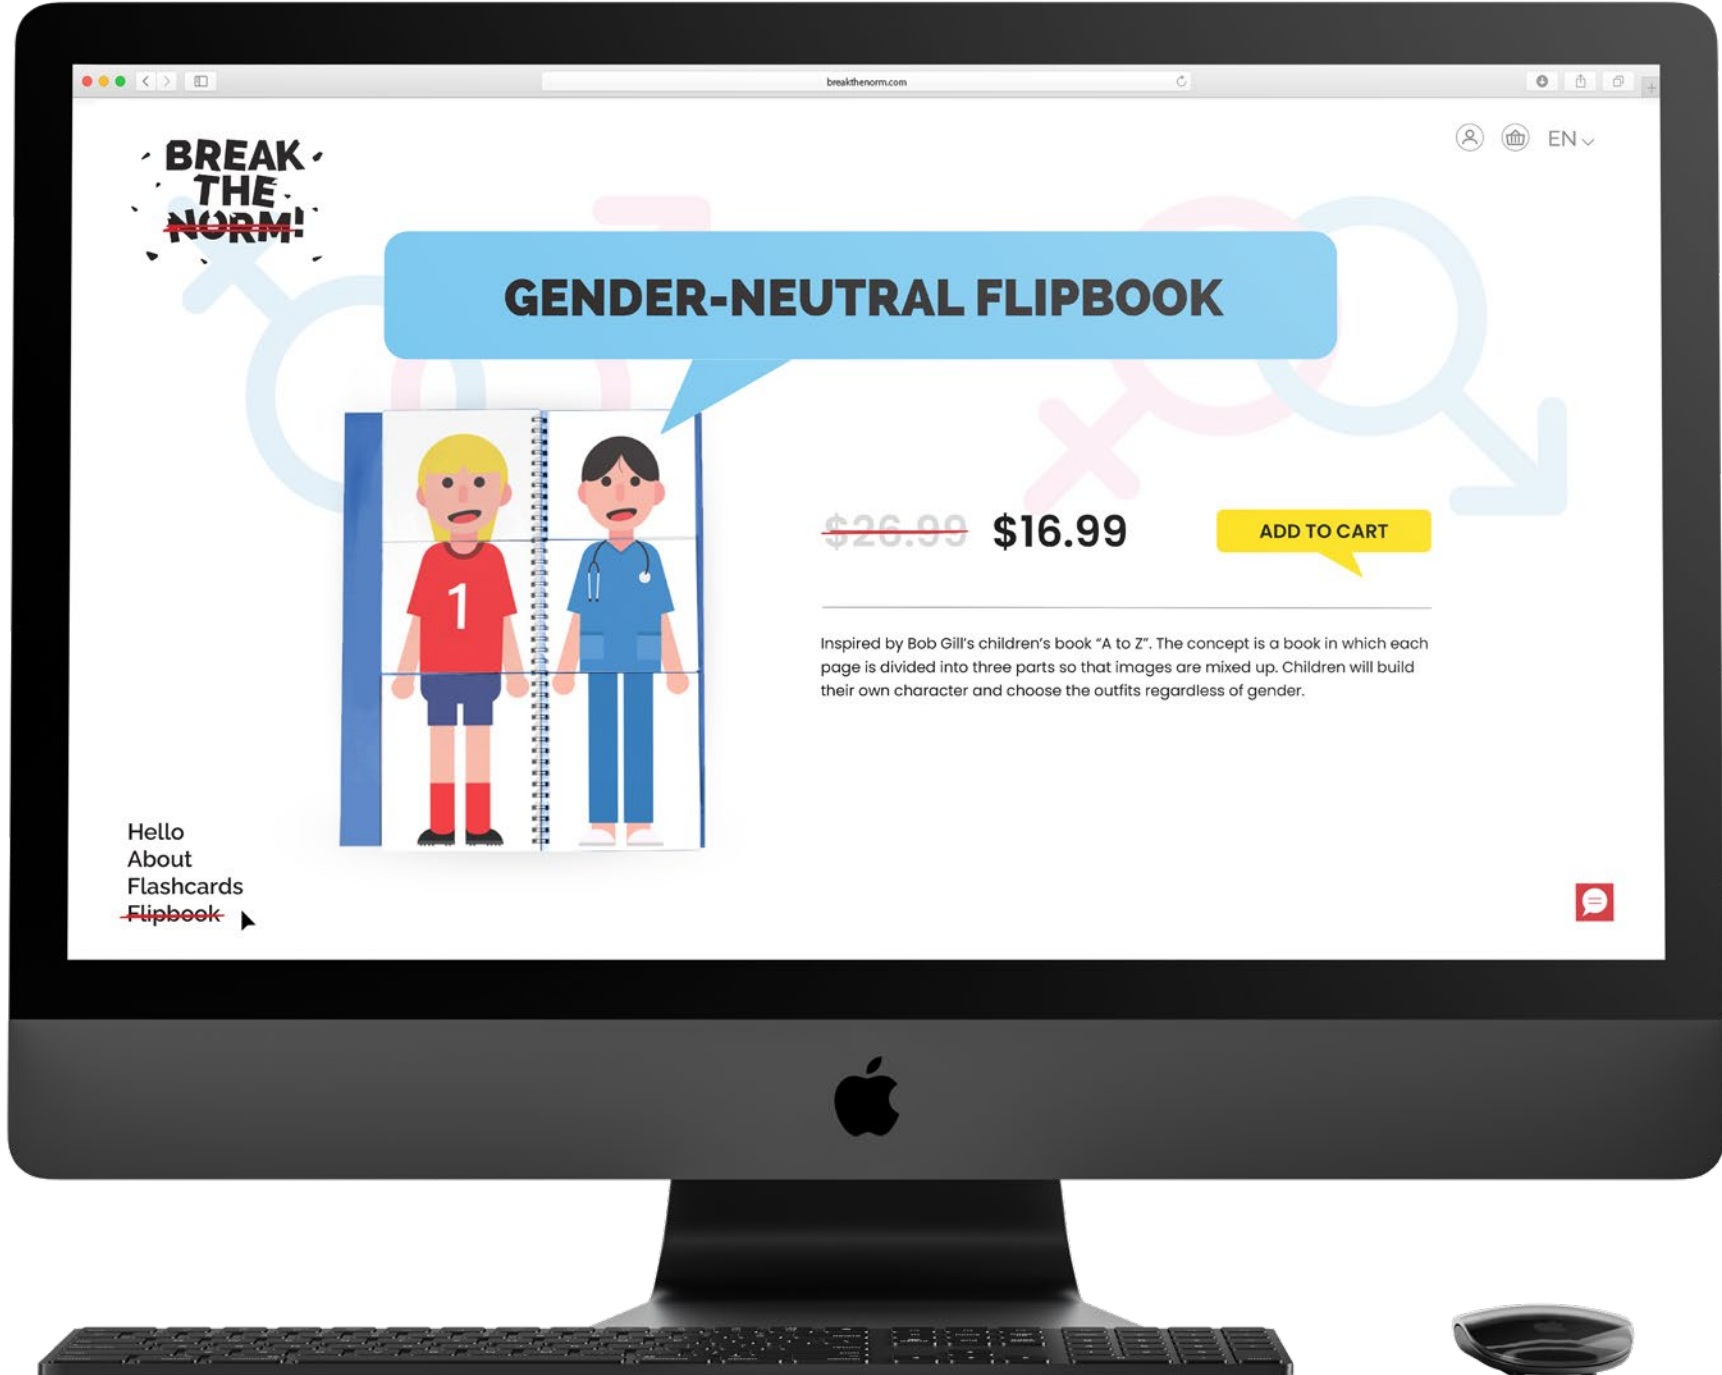 breakthenorm.com
BREAK
THE
NORM!
EN
GENDER-NEUTRAL FLIPBOOK
1
$26.99 $16.99
ADD TO CART
Inspired by Bob Gill's children's book “A to Z”. The concept is a book in which each
page is divided into three parts so that images are mixed up. Children will build
their own character and choose the outfits regardless of gender.
Hello
About
Flashcards
Flipbook